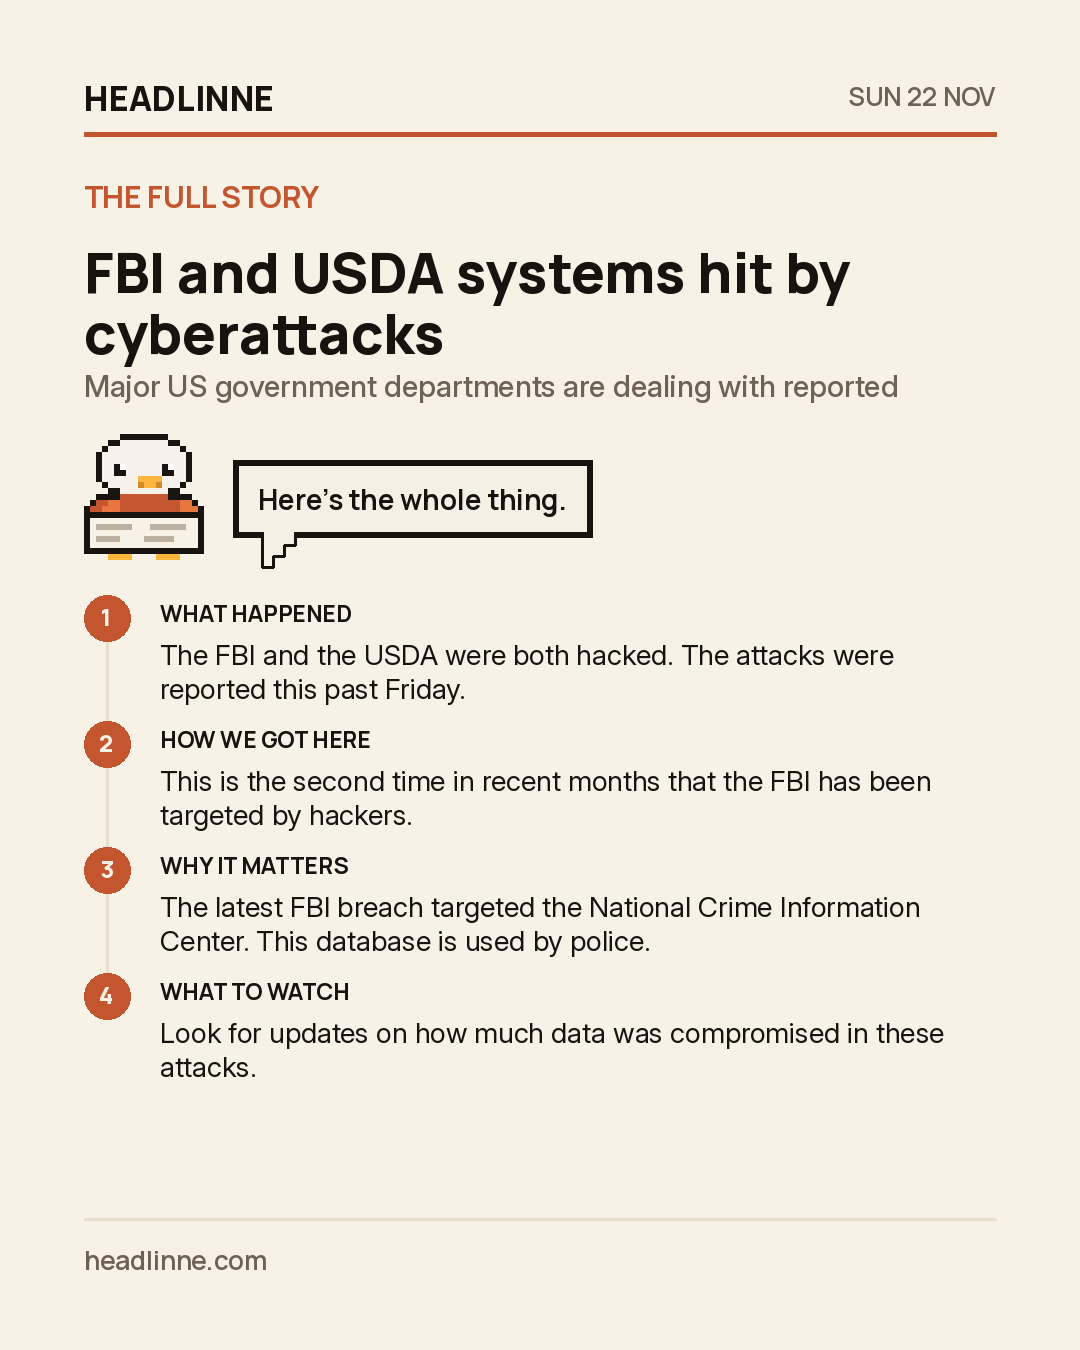 HEADLINNE
SUN 22 NOV
THE FULL STORY
FBI and USDA systems hit by
cyberattacks
Major US government departments are dealing with reported
Here's the whole thing.
1
WHAT HAPPENED
The FBI and the USDA were both hacked. The attacks were
reported this past Friday.
2
HOW WE GOT HERE
This is the second time in recent months that the FBI has been
targeted by hackers.
3
WHY IT MATTERS
The latest FBI breach targeted the National Crime Information
Center. This database is used by police.
4
WHAT TO WATCH
Look for updates on how much data was compromised in these
attacks.
headlinne.com